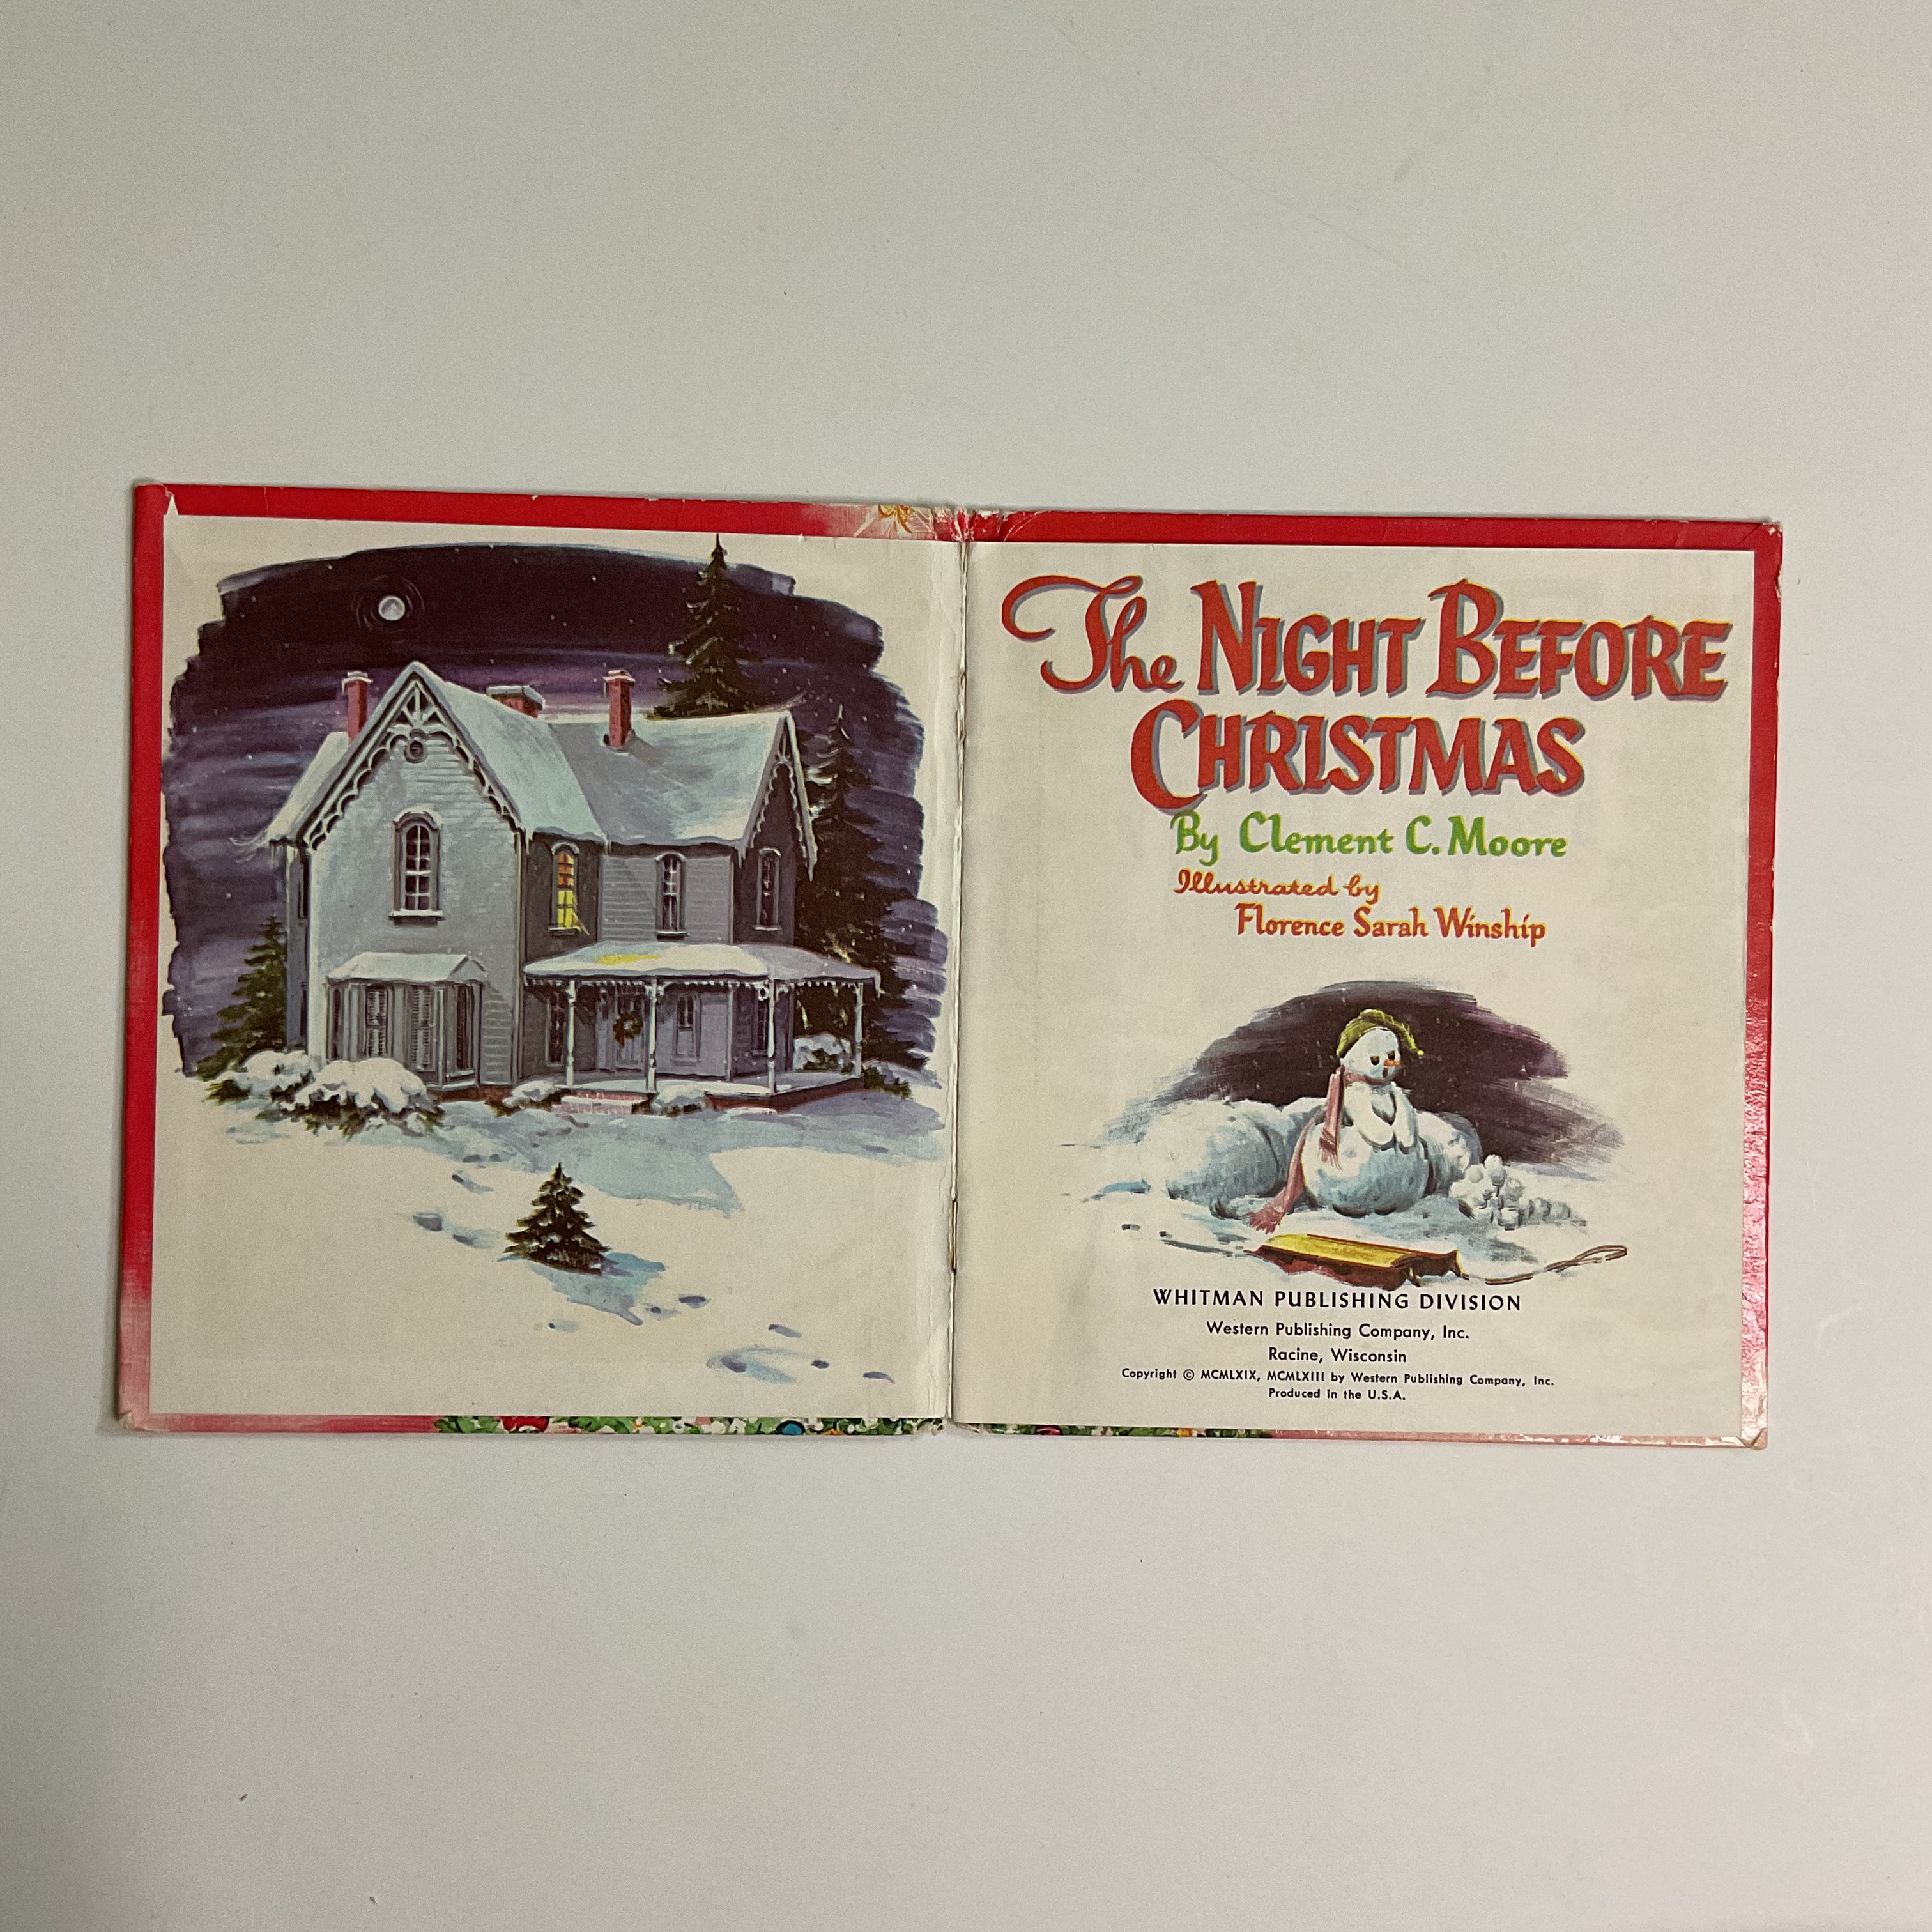 The Night Before
Christmas
By Clement C. Moore
Illustrated by
Florence Sarah Winship
WHITMAN PUBLISHING DIVISION
Western Publishing Company, Inc.
Racine, Wisconsin
Copyright © MCMLXIX, MCMLXIII by Western Publishing Company, Inc.
Produced in the U.S.A.